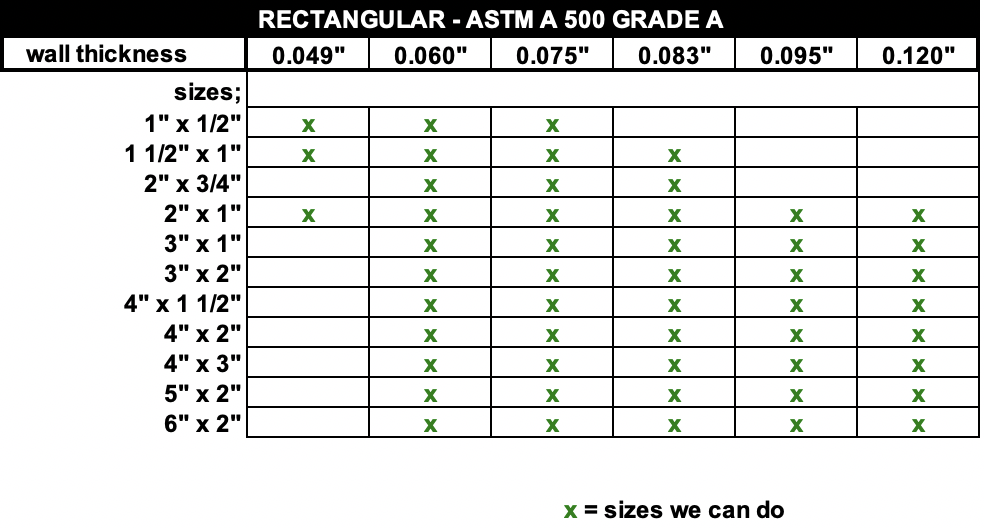 RECTANGULAR - ASTM A 500 GRADE A
wall thickness 0.049" 0.060" 0.075" 0.083" 0.095" 0.120"
sizes;
1" x 1/2" x x x
1 1/2" x 1" x x x x
2" x 3/4" x x x
2" x 1" x x x x x x
3" x 1" x x x x x
3" x 2" x x x x x
4" x 1 1/2" x x x x x
4" x 2" x x x x x
4" x 3" x x x x x
5" x 2" x x x x x
6" x 2" x x x x x
x = sizes we can do